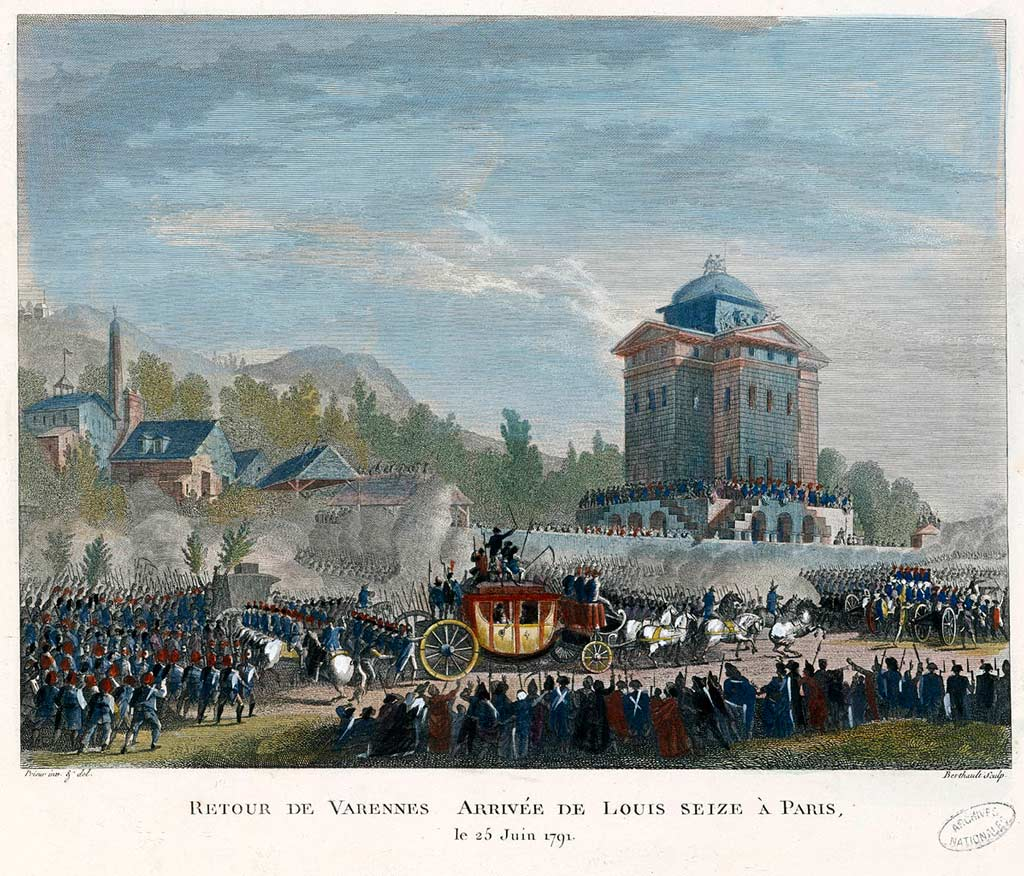 Prieur inv. & del.
Berthault Sculp.
RETOUR DE VARENNES. ARRIVÉE DE LOUIS SEIZE À PARIS,
le 25 Juin 1791.
ARCHIVES
NATIONALES